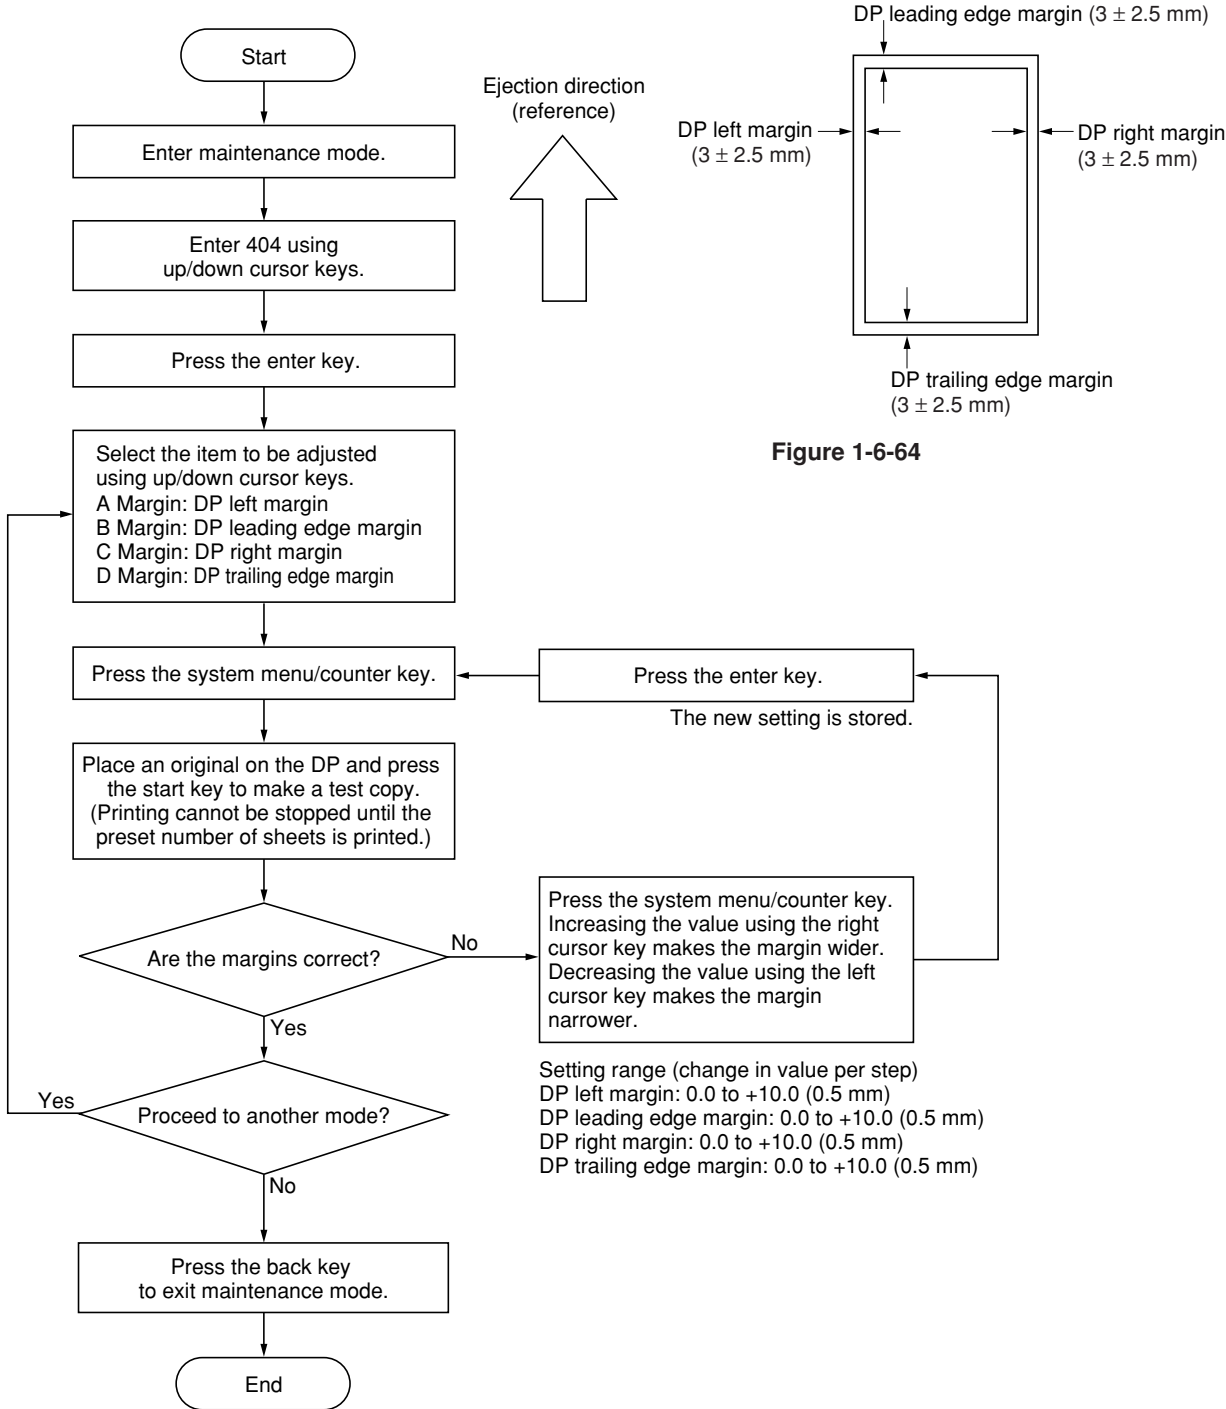 Start
Enter maintenance mode.
Enter 404 using
up/down cursor keys.
Press the enter key.
Select the item to be adjusted
using up/down cursor keys.
A Margin: DP left margin
B Margin: DP leading edge margin
C Margin: DP right margin
D Margin: DP trailing edge margin
Press the system menu/counter key.
Place an original on the DP and press
the start key to make a test copy.
(Printing cannot be stopped until the
preset number of sheets is printed.)
Are the margins correct?
No
Yes
Press the system menu/counter key.
Increasing the value using the right
cursor key makes the margin wider.
Decreasing the value using the left
cursor key makes the margin
narrower.
Press the enter key.
The new setting is stored.
Setting range (change in value per step)
DP left margin: 0.0 to +10.0 (0.5 mm)
DP leading edge margin: 0.0 to +10.0 (0.5 mm)
DP right margin: 0.0 to +10.0 (0.5 mm)
DP trailing edge margin: 0.0 to +10.0 (0.5 mm)
Proceed to another mode?
Yes
No
Press the back key
to exit maintenance mode.
End
Ejection direction
(reference)
DP leading edge margin (3 ± 2.5 mm)
DP left margin
(3 ± 2.5 mm)
DP right margin
(3 ± 2.5 mm)
DP trailing edge margin
(3 ± 2.5 mm)
Figure 1-6-64